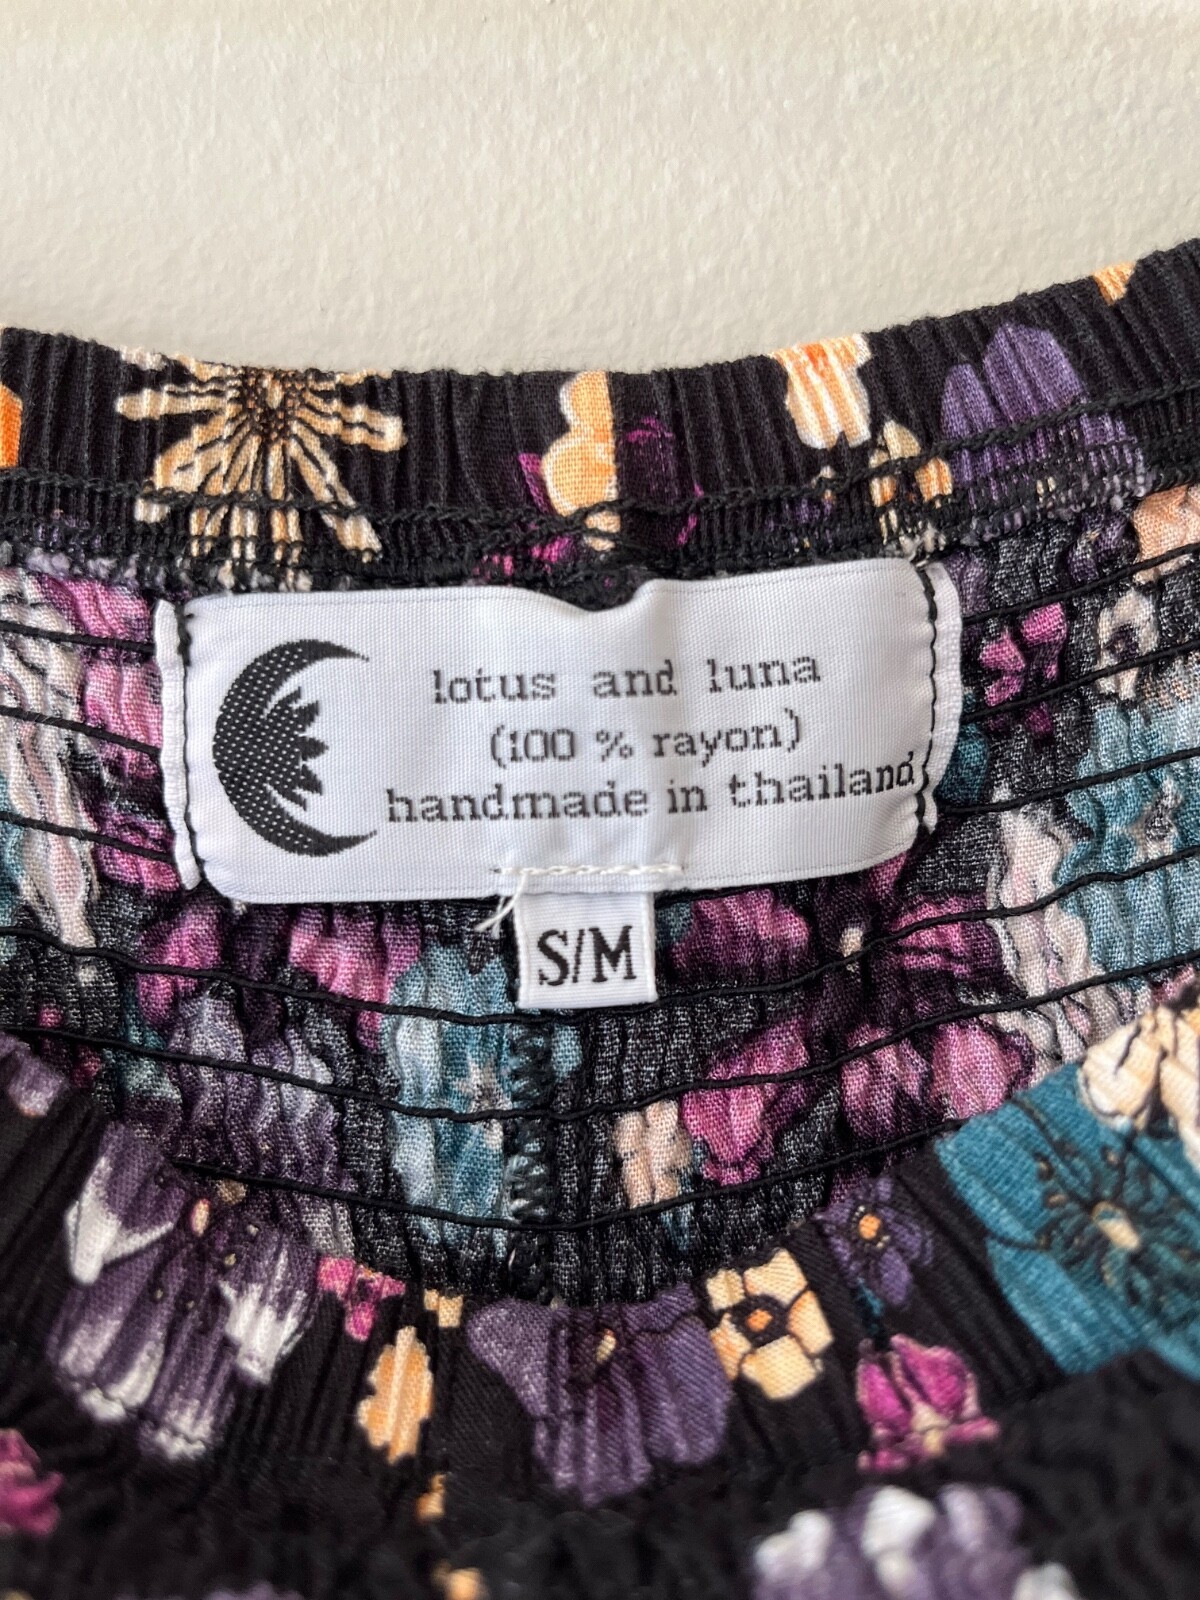 lotus and luna
(100 % rayon)
handmade in thailand
S/M